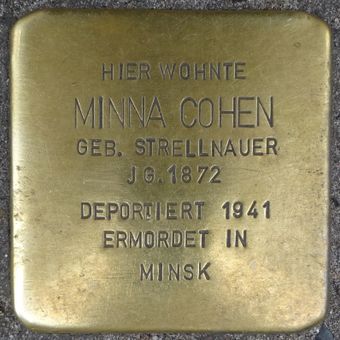 HIER WOHNTE
MINNA COHEN
GEB. STRELLNAUER
JG. 1872
DEPORTIERT 1941
ERMORDET IN
MINSK